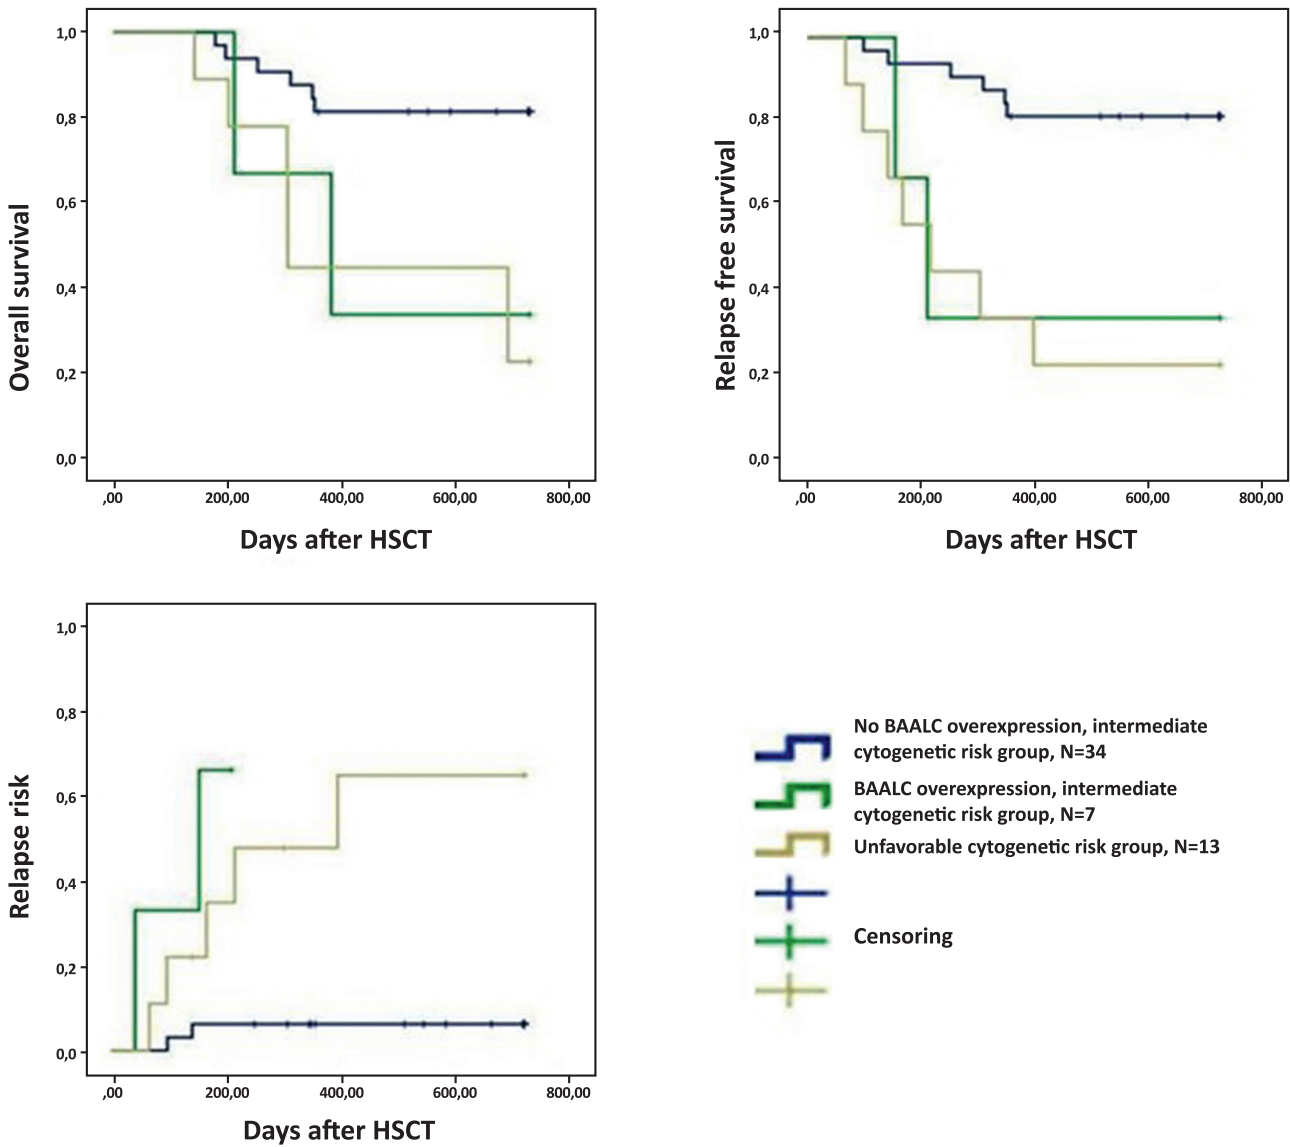 1,0
0,8
0,6
0,4
0,2
0,0
Overall survival
,00 200,00 400,00 600,00 800,00
Days after HSCT
1,0
0,8
0,6
0,4
0,2
0,0
Relapse free survival
,00 200,00 400,00 600,00 800,00
Days after HSCT
1,0
0,8
0,6
0,4
0,2
0,0
Relapse risk
,00 200,00 400,00 600,00 800,00
Days after HSCT
No BAALC overexpression, intermediate
cytogenetic risk group, N=34
BAALC overexpression, intermediate
cytogenetic risk group, N=7
Unfavorable cytogenetic risk group, N=13
Censoring